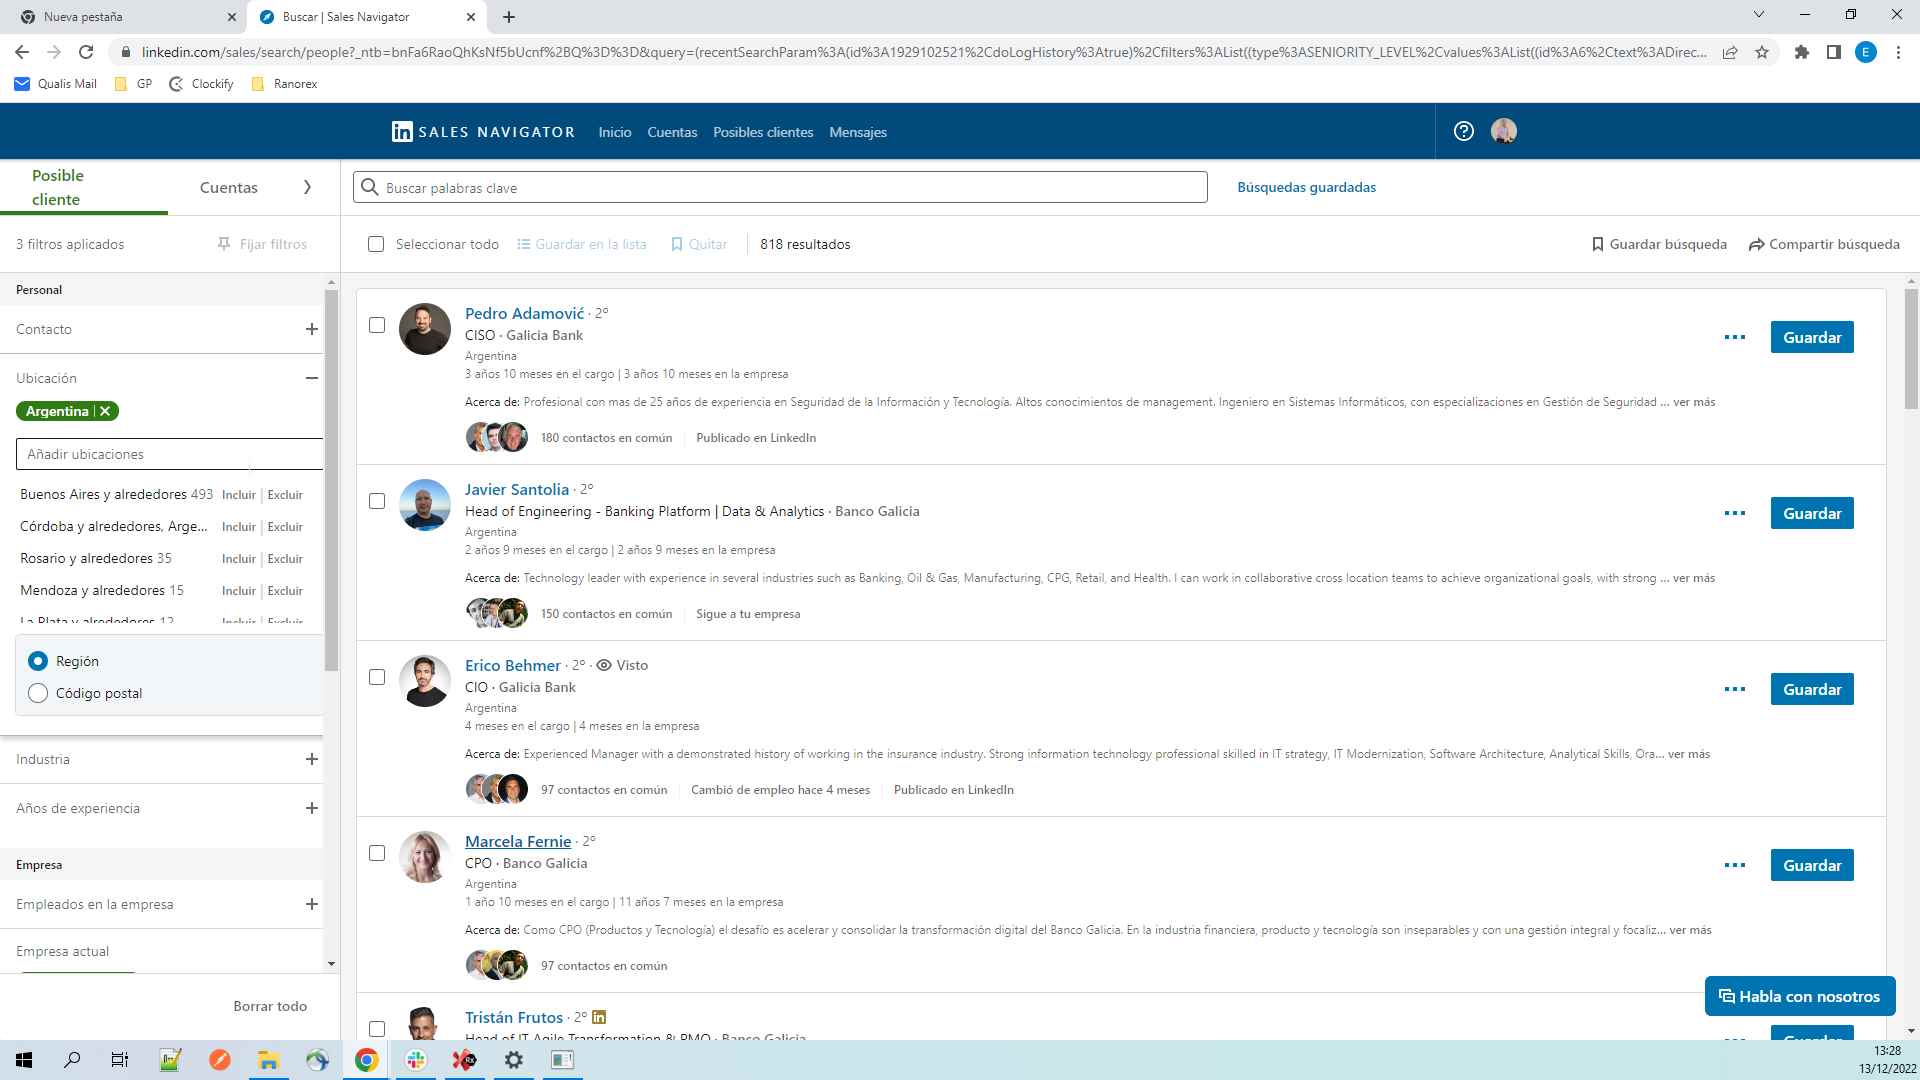 Nueva pestaña
Buscar | Sales Navigator
linkedin.com/sales/search/people?_ntb=bnFa6RaoQhKsNf5bUcnf%2BQ%3D%3D&query=(recentSearchParam%3A(id%3A1929102521%2CdoLogHistory%3Atrue)%2Cfilters%3AList((type%3ASENIORITY_LEVEL%2Cvalues%3AList((id%3A6%2Ctext%3ADirec...
E
Qualis Mail
GP
Clockify
Ranorex
in SALES NAVIGATOR
Inicio
Cuentas
Posibles clientes
Mensajes
Posible cliente
Cuentas
Buscar palabras clave
Búsquedas guardadas
3 filtros aplicados
Fijar filtros
Seleccionar todo
Guardar en la lista
Quitar
818 resultados
Guardar búsqueda
Compartir búsqueda
Personal
Contacto
Ubicación
Argentina
Añadir ubicaciones
Buenos Aires y alrededores 493 Incluir | Excluir
Córdoba y alrededores, Arge... Incluir | Excluir
Rosario y alrededores 35 Incluir | Excluir
Mendoza y alrededores 15 Incluir | Excluir
La Plata y alrededores 12 Incluir | Excluir
Región
Código postal
Industria
Años de experiencia
Empresa
Empleados en la empresa
Empresa actual
Borrar todo
Pedro Adamović · 2º
CISO · Galicia Bank
Argentina
3 años 10 meses en el cargo | 3 años 10 meses en la empresa
Acerca de: Profesional con mas de 25 años de experiencia en Seguridad de la Información y Tecnología. Altos conocimientos de management. Ingeniero en Sistemas Informáticos, con especializaciones en Gestión de Seguridad ... ver más
180 contactos en común
Publicado en LinkedIn
Guardar
Javier Santolia · 2º
Head of Engineering - Banking Platform | Data & Analytics · Banco Galicia
Argentina
2 años 9 meses en el cargo | 2 años 9 meses en la empresa
Acerca de: Technology leader with experience in several industries such as Banking, Oil & Gas, Manufacturing, CPG, Retail, and Health. I can work in collaborative cross location teams to achieve organizational goals, with strong ... ver más
150 contactos en común
Sigue a tu empresa
Guardar
Erico Behmer · 2º · Visto
CIO · Galicia Bank
Argentina
4 meses en el cargo | 4 meses en la empresa
Acerca de: Experienced Manager with a demonstrated history of working in the insurance industry. Strong information technology professional skilled in IT strategy, IT Modernization, Software Architecture, Analytical Skills, Ora... ver más
97 contactos en común
Cambió de empleo hace 4 meses
Publicado en LinkedIn
Guardar
Marcela Fernie · 2º
CPO · Banco Galicia
Argentina
1 año 10 meses en el cargo | 11 años 7 meses en la empresa
Acerca de: Como CPO (Productos y Tecnología) el desafío es acelerar y consolidar la transformación digital del Banco Galicia. En la industria financiera, producto y tecnología son inseparables y con una gestión integral y focaliz... ver más
97 contactos en común
Guardar
Tristán Frutos · 2º in
Head of IT Agile Transformation & PMO · Banco Galicia
Guardar
Habla con nosotros
13:28
13/12/2022